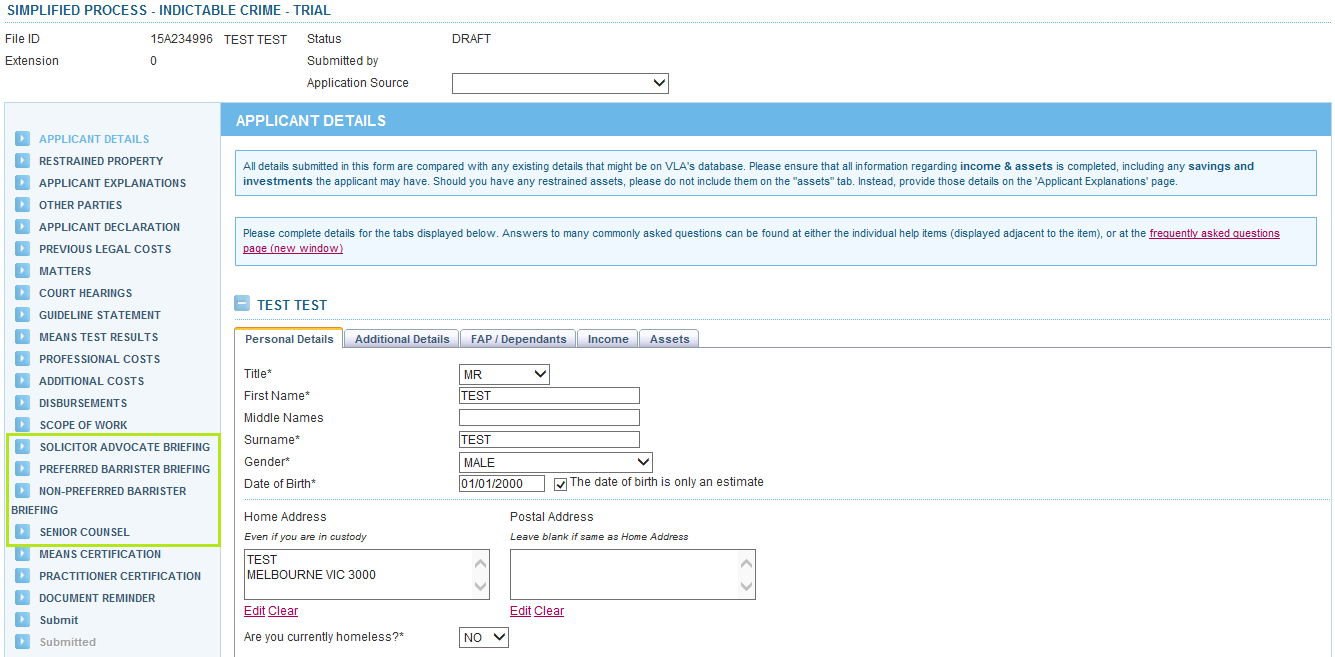 SIMPLIFIED PROCESS - INDICTABLE CRIME - TRIAL
File ID 15A234996 TEST TEST Status DRAFT
Extension 0 Submitted by
Application Source
APPLICANT DETAILS
RESTRAINED PROPERTY
APPLICANT EXPLANATIONS
OTHER PARTIES
APPLICANT DECLARATION
PREVIOUS LEGAL COSTS
MATTERS
COURT HEARINGS
GUIDELINE STATEMENT
MEANS TEST RESULTS
PROFESSIONAL COSTS
ADDITIONAL COSTS
DISBURSEMENTS
SCOPE OF WORK
SOLICITOR ADVOCATE BRIEFING
PREFERRED BARRISTER BRIEFING
NON-PREFERRED BARRISTER
BRIEFING
SENIOR COUNSEL
MEANS CERTIFICATION
PRACTITIONER CERTIFICATION
DOCUMENT REMINDER
Submit
Submitted
APPLICANT DETAILS
All details submitted in this form are compared with any existing details that might be on VLA's database. Please ensure that all information regarding income & assets is completed, including any savings and
investments the applicant may have. Should you have any restrained assets, please do not include them on the "assets" tab. Instead, provide those details on the 'Applicant Explanations' page.
Please complete details for the tabs displayed below. Answers to many commonly asked questions can be found at either the individual help items (displayed adjacent to the item), or at the frequently asked questions
page (new window)
TEST TEST
Personal Details Additional Details FAP / Dependants Income Assets
Title* MR
First Name* TEST
Middle Names
Surname* TEST
Gender* MALE
Date of Birth* 01/01/2000 The date of birth is only an estimate
Home Address Postal Address
Even if you are in custody Leave blank if same as Home Address
TEST
MELBOURNE VIC 3000
Edit Clear Edit Clear
Are you currently homeless?* NO